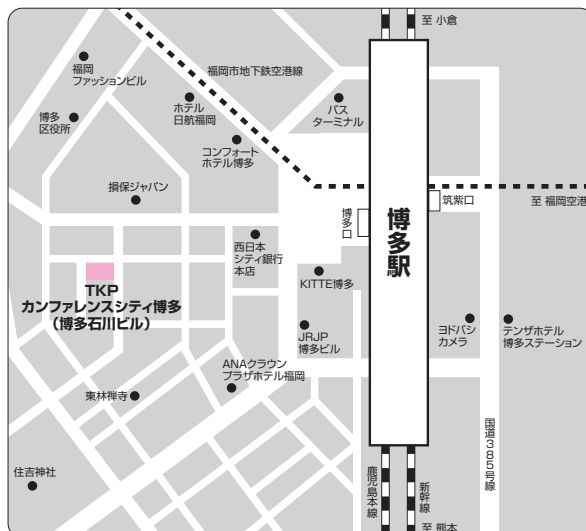 至 小倉
福岡
ファッションビル
福岡市地下鉄空港線
ホテル
日航福岡
バス
ターミナル
博多
区役所
コンフォート
ホテル博多
損保ジャパン
博多口
筑紫口
至 福岡空港
博多駅
西日本
シティ銀行
本店
KITTE博多
TKP
カンファレンスシティ博多
（博多石川ビル）
JRJP
博多ビル
ヨドバシ
カメラ
テンザホテル
博多ステーション
ANAクラウン
プラザホテル福岡
東林禅寺
住吉神社
鹿児島本線
新幹線
国道385号線
至 熊本